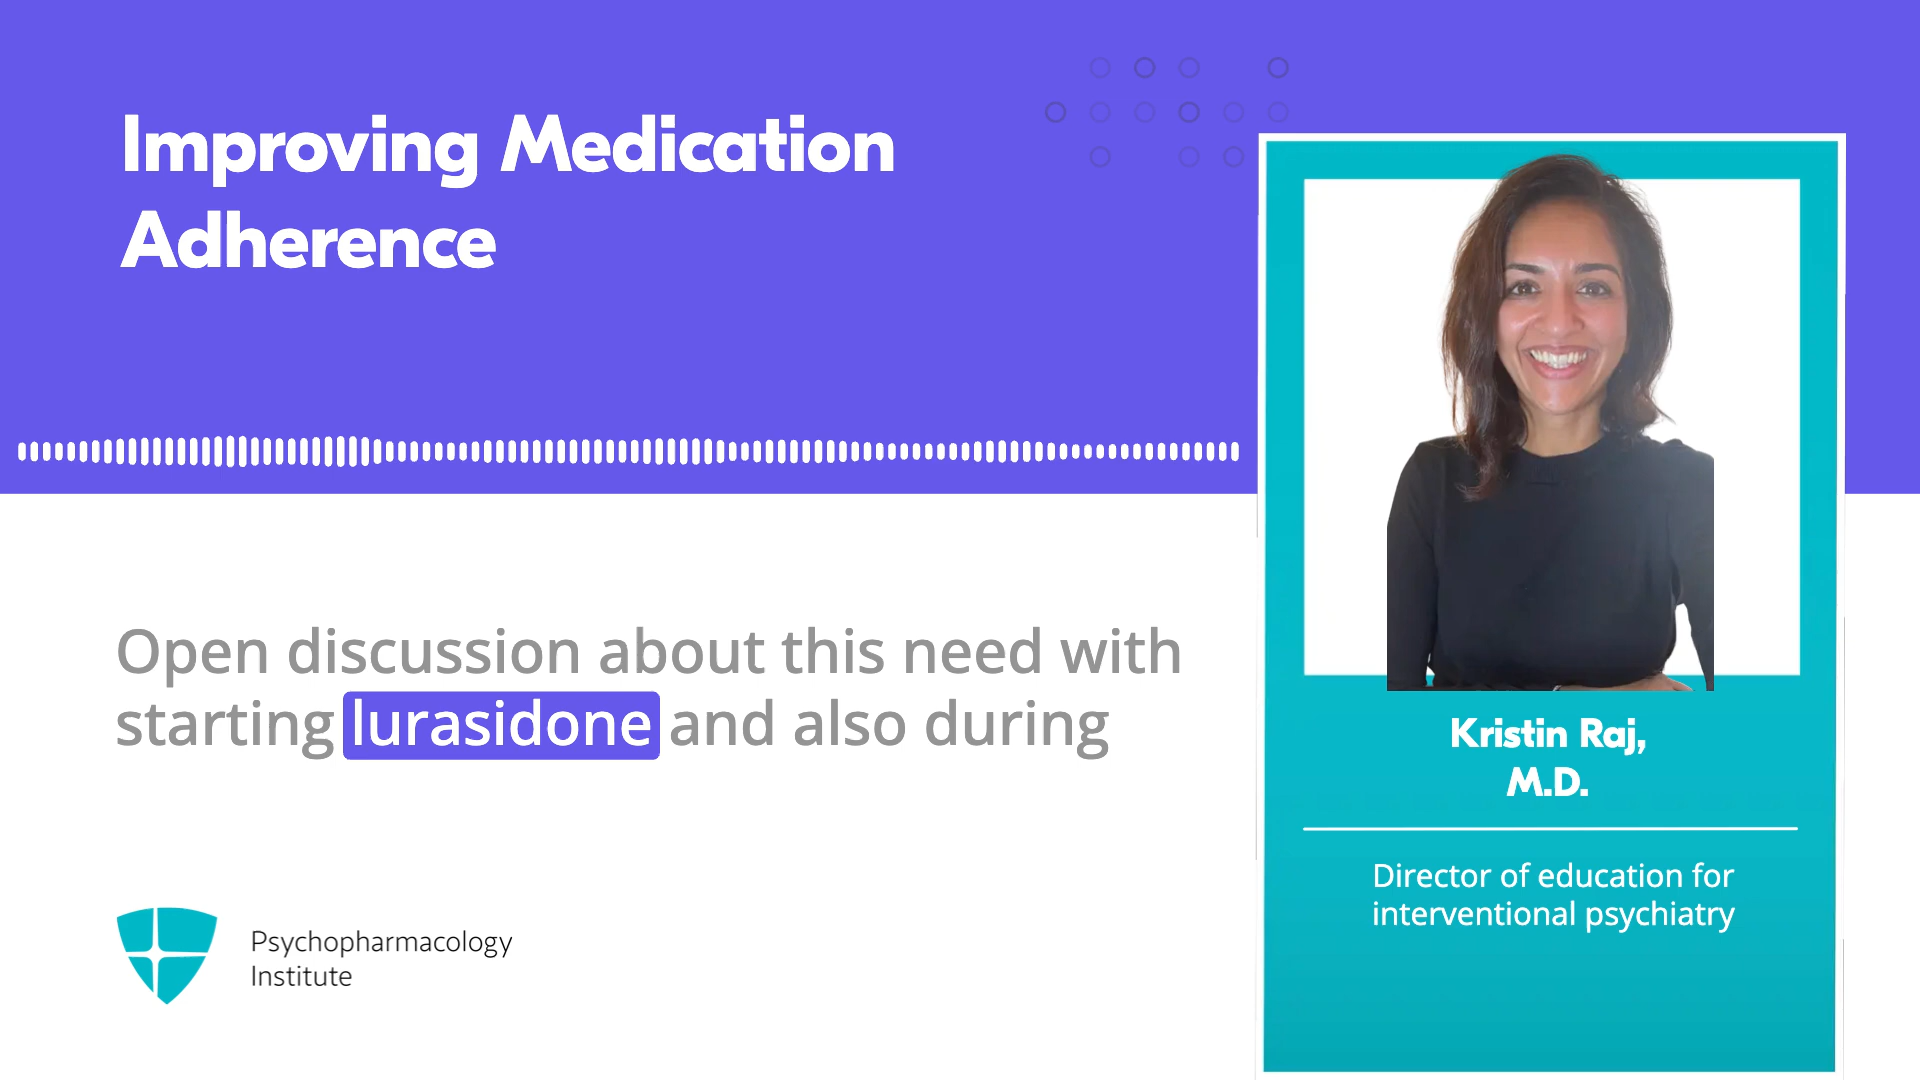 Improving Medication
Adherence
Open discussion about this need with
starting lurasidone and also during
Psychopharmacology
Institute
Kristin Raj,
M.D.
Director of education for
interventional psychiatry